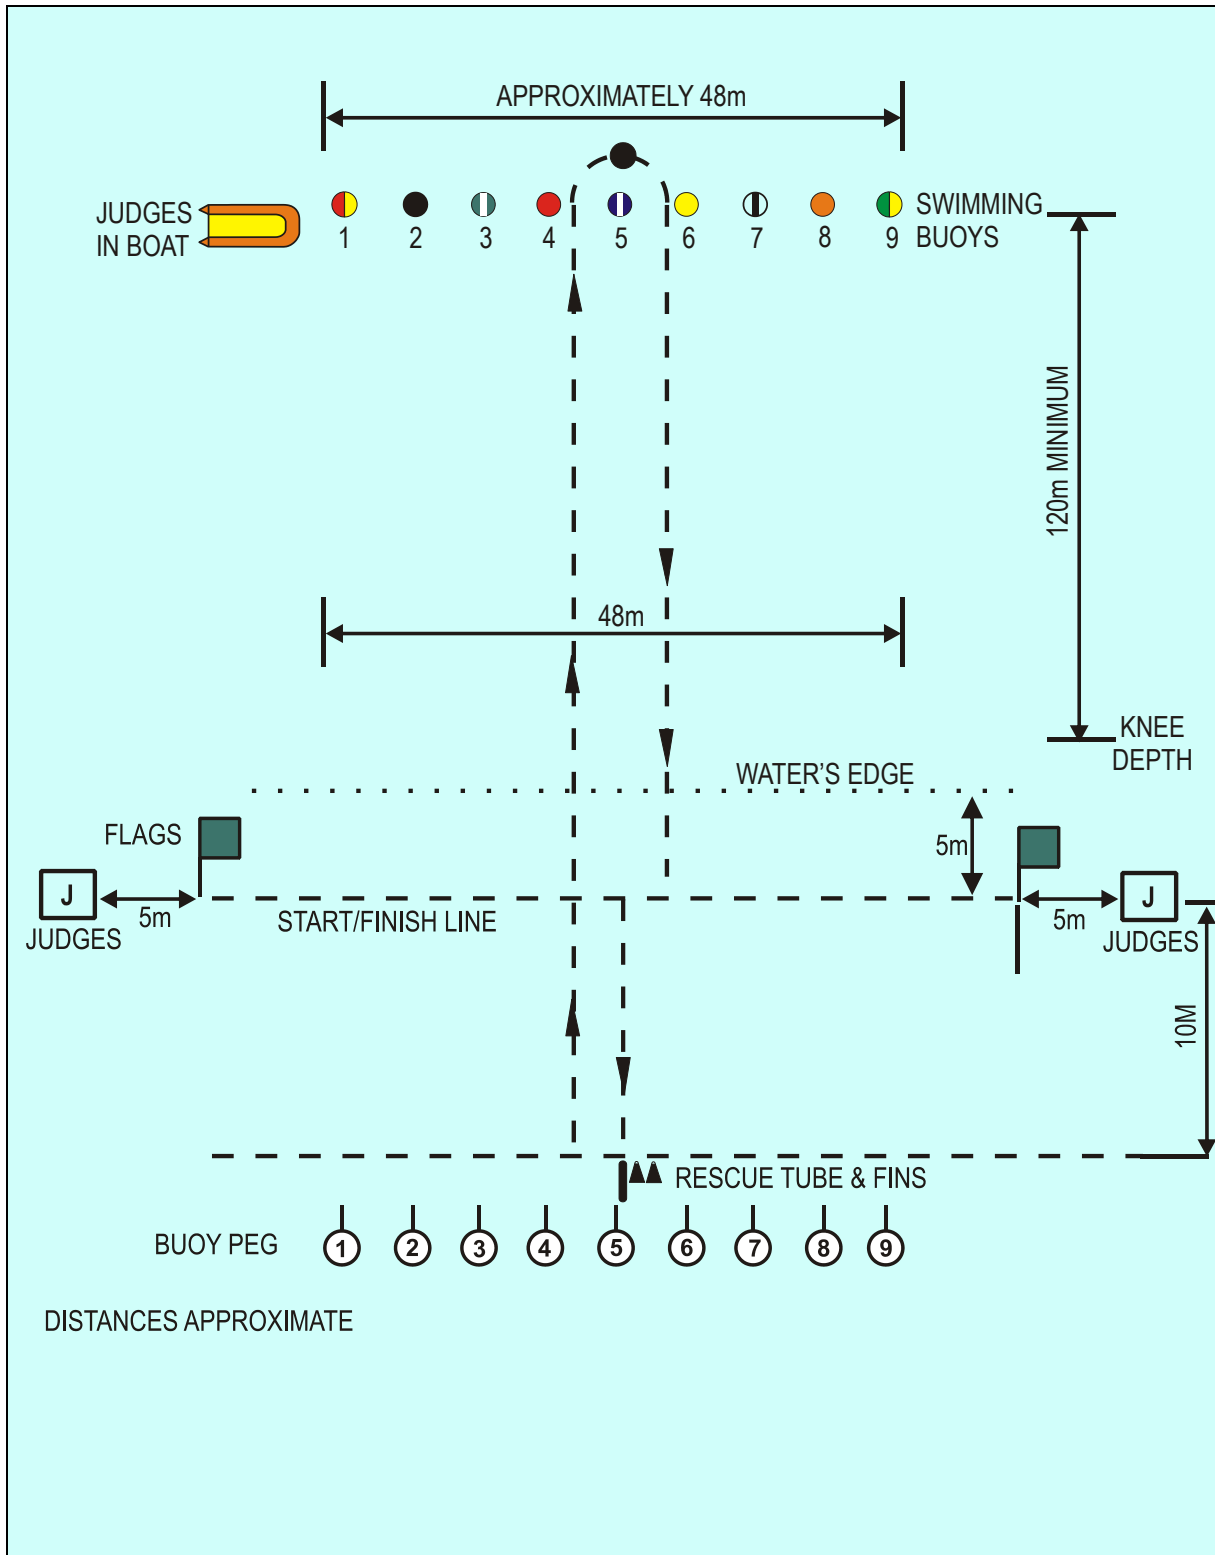 APPROXIMATELY 48m
JUDGES
IN BOAT
SWIMMING
BUOYS
1 2 3 4 5 6 7 8 9
120m MINIMUM
48m
KNEE
DEPTH
WATER'S EDGE
FLAGS
5m
J
J
5m
START/FINISH LINE
5m
JUDGES
JUDGES
10M
RESCUE TUBE & FINS
BUOY PEG
1 2 3 4 5 6 7 8 9
DISTANCES APPROXIMATE